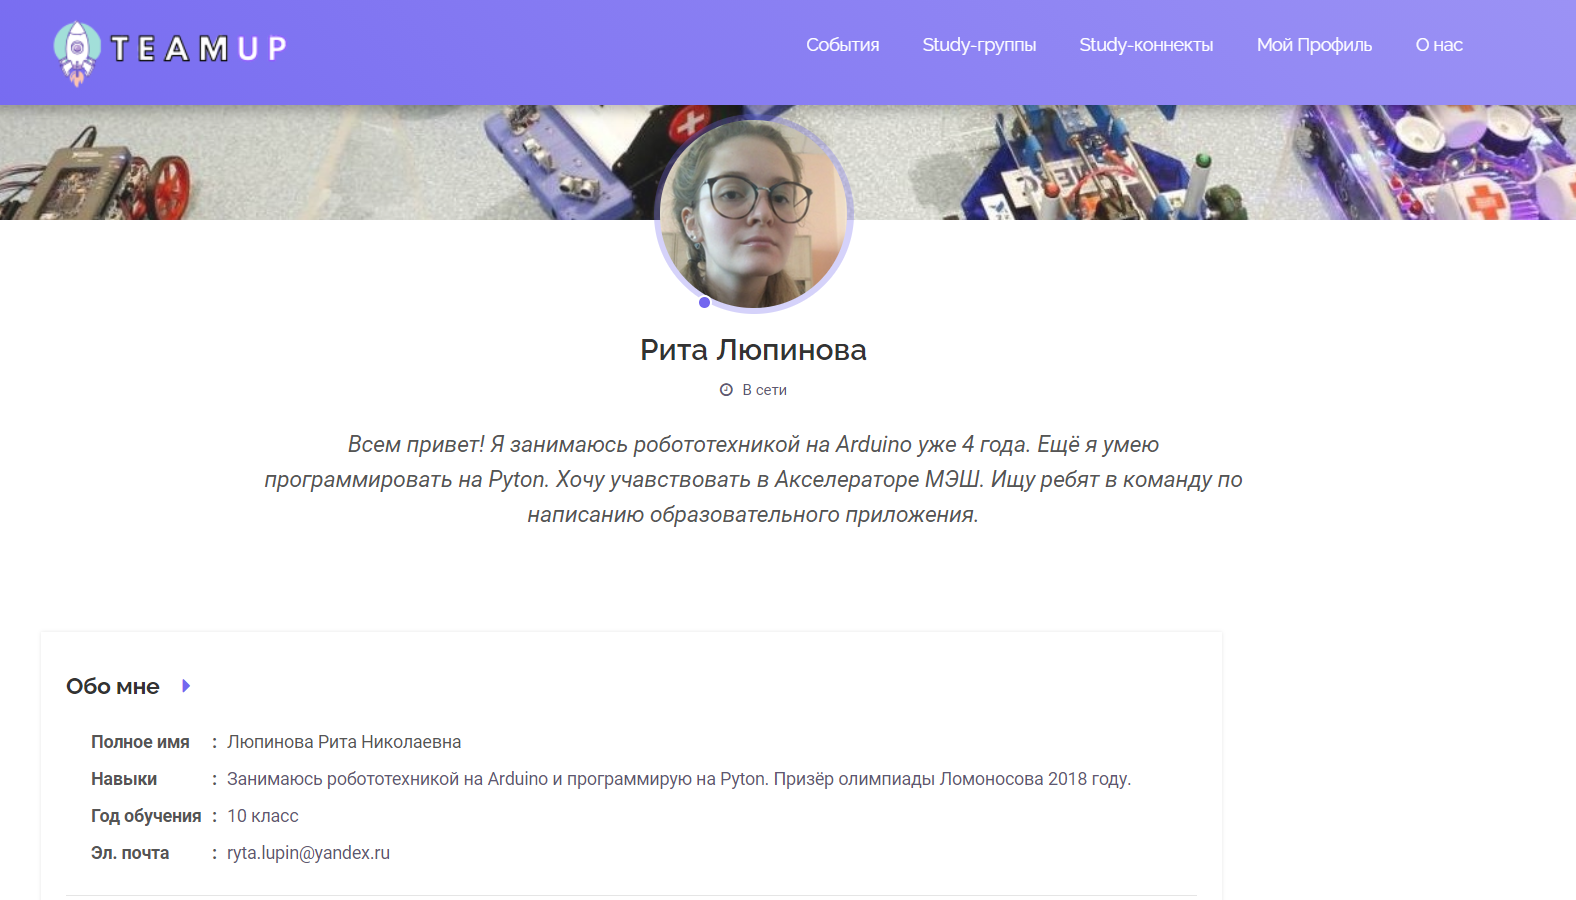 TEAMUP
События Study-группы Study-коннекты Мой Профиль О нас
Рита Люпинова
В сети
Всем привет! Я занимаюсь робототехникой на Arduino уже 4 года. Ещё я умею
программировать на Pyton. Хочу учавствовать в Акселераторе МЭШ. Ищу ребят в команду по
написанию образовательного приложения.
Обо мне
Полное имя : Люпинова Рита Николаевна
Навыки : Занимаюсь робототехникой на Arduino и программирую на Pyton. Призёр олимпиады Ломоносова 2018 году.
Год обучения : 10 класс
Эл. почта : ryta.lupin@yandex.ru